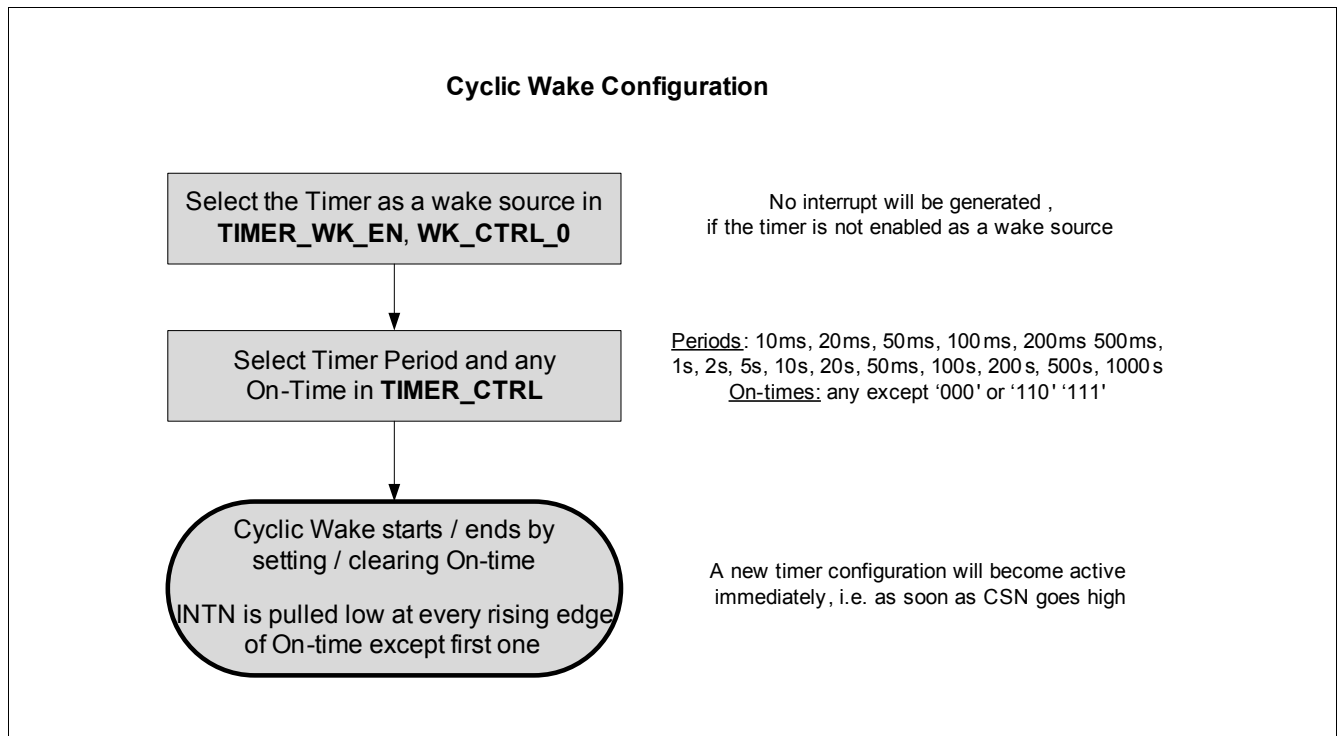 Cyclic Wake Configuration
Select the Timer as a wake source in
TIMER_WK_EN, WK_CTRL_0
No interrupt will be generated ,
if the timer is not enabled as a wake source
Select Timer Period and any
On-Time in TIMER_CTRL
Periods: 10ms, 20ms, 50ms, 100ms, 200ms 500ms,
1s, 2s, 5s, 10s, 20s, 50ms, 100s, 200s, 500s, 1000s
On-times: any except ‘000' or ‘110' ‘111'
Cyclic Wake starts / ends by
setting / clearing On-time
INTN is pulled low at every rising edge
of On-time except first one
A new timer configuration will become active
immediately, i.e. as soon as CSN goes high